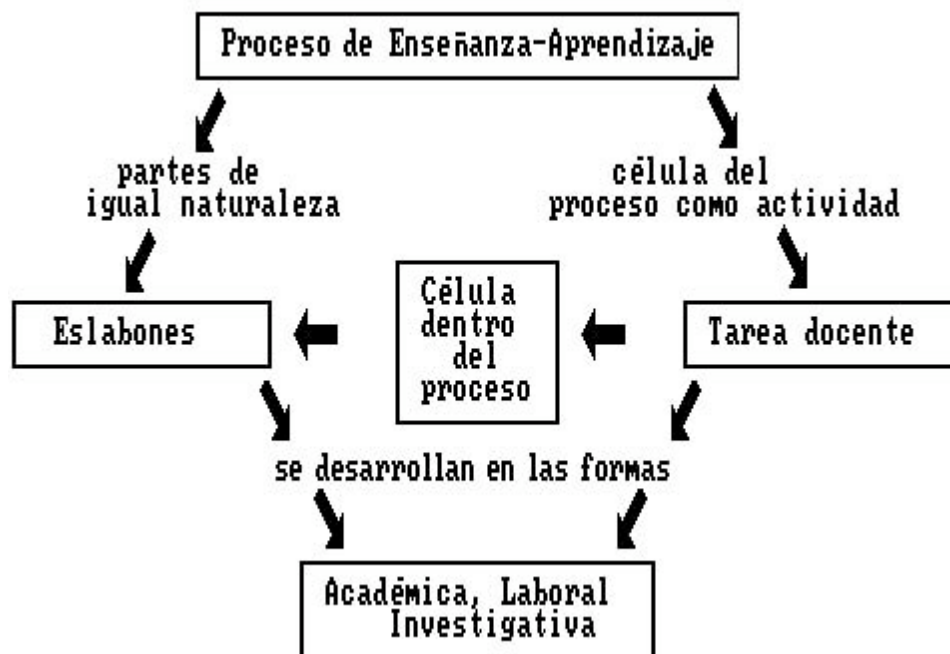 Proceso de Enseñanza-Aprendizaje
partes de
igual naturaleza
célula del
proceso como actividad
Eslabones
Célula
dentro
del
proceso
Tarea docente
se desarrollan en las formas
Académica, Laboral
Investigativa